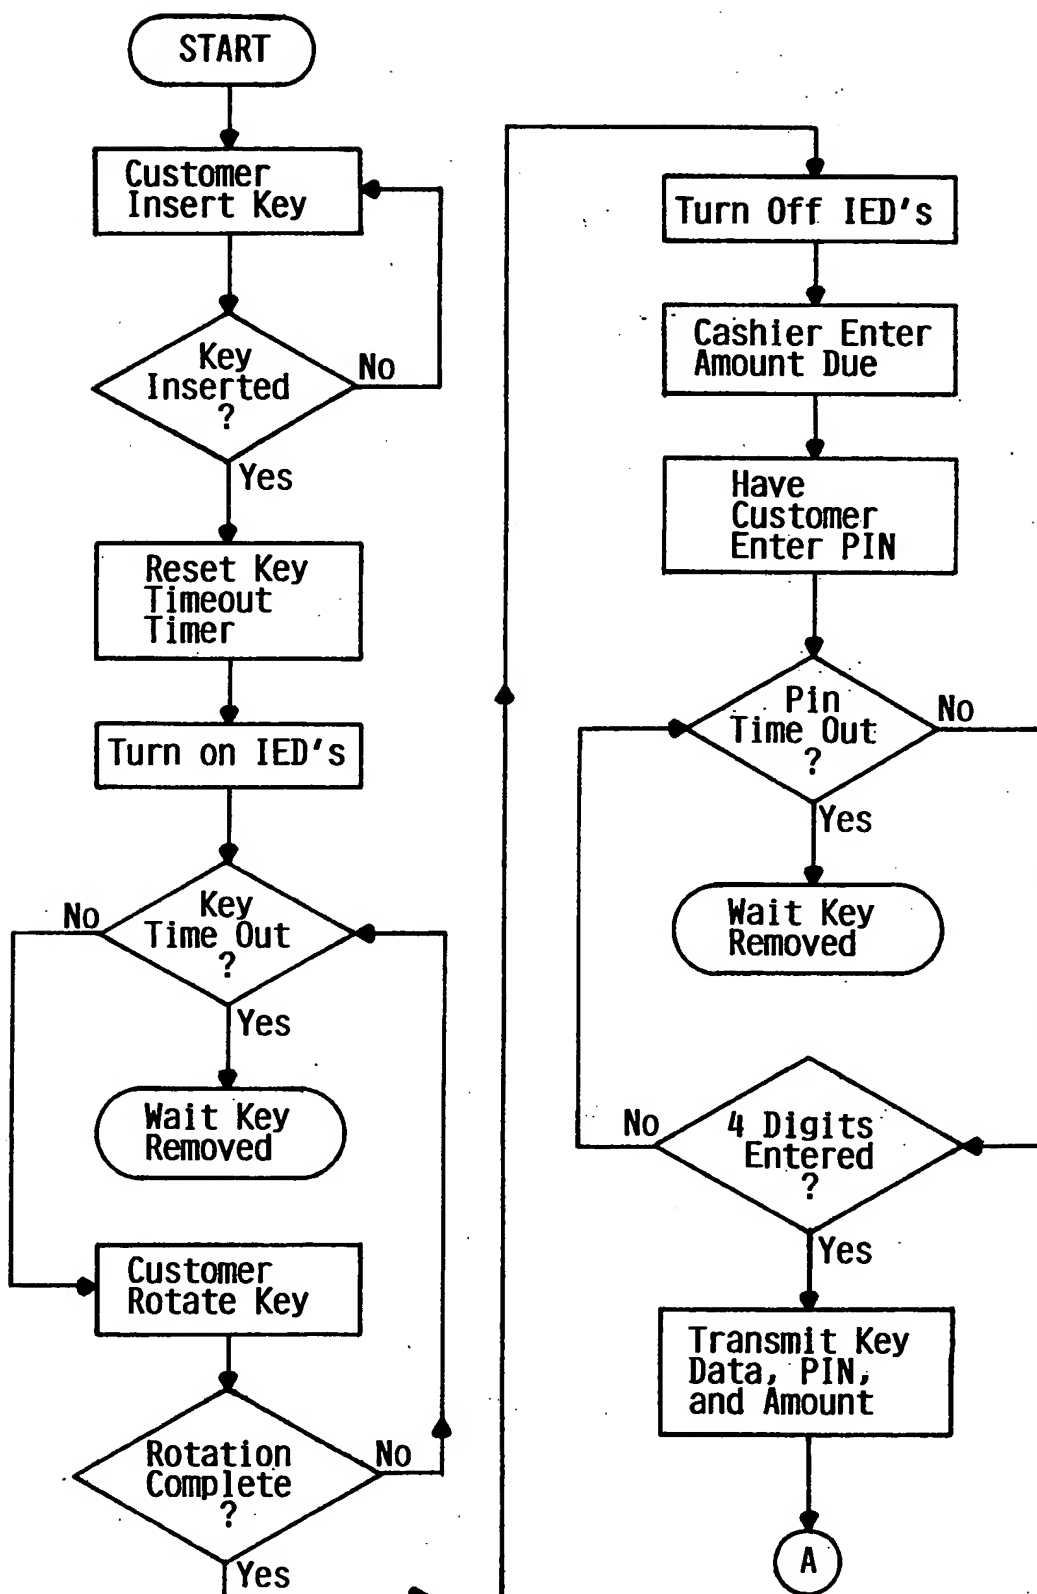 START
Customer
Insert Key
Key
Inserted
?
No
Yes
Reset Key
Timeout
Timer
Turn on IED's
Key
Time Out
?
No
Yes
Wait Key
Removed
Customer
Rotate Key
Rotation
Complete
?
No
Yes
Turn Off IED's
Cashier Enter
Amount Due
Have
Customer
Enter PIN
Pin
Time Out
?
No
Yes
Wait Key
Removed
4 Digits
Entered
?
No
Yes
Transmit Key
Data, PIN,
and Amount
A